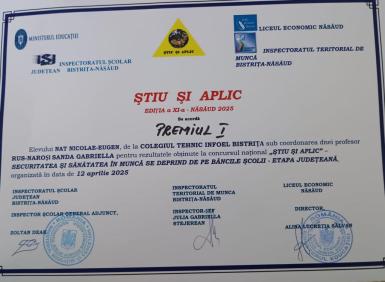 MINISTERUL EDUCAȚIEI
LICEUL ECONOMIC NĂSĂUD
INSPECTORATUL ȘCOLAR
JUDEȚEAN BISTRIȚA-NĂSĂUD
ȘTIU ȘI APLIC
INSPECTORATUL TERITORIAL DE
MUNCĂ
BISTRIȚA-NĂSĂUD
ȘTIU ȘI APLIC
EDIȚIA a XI-a - NĂSĂUD 2025
Se acordă
PREMIUL I
Elevului NAT NICOLAE-EUGEN, de la COLEGIUL TEHNIC INFOEL BISTRIȚA sub coordonarea dnei profesor
RUS-NAROȘI SANDA GABRIELLA pentru rezultatele obținute la concursul național „ȘTIU ȘI APLIC” –
SECURITATEA ȘI SĂNĂTATEA ÎN MUNCĂ SE DEPRIND DE PE BĂNCILE ȘCOLII - ETAPA JUDEȚEANĂ,
organizată în data de 12 aprilie 2025
INSPECTORATUL ȘCOLAR
JUDEȚEAN
BISTRIȚA-NĂSĂUD
INSPECTOR ȘCOLAR GENERAL ADJUNCT,
ZOLTAN DEAK
INSPECTORATUL
TERITORIAL DE MUNCA
BISTRIȚA-NĂSĂUD
INSPECTOR-ȘEF
JULIA GABRIELLA
STEJEREAN
LICEUL ECONOMIC
NĂSĂUD
DIRECTOR,
ALINA LUCREȚIA SĂLVAN